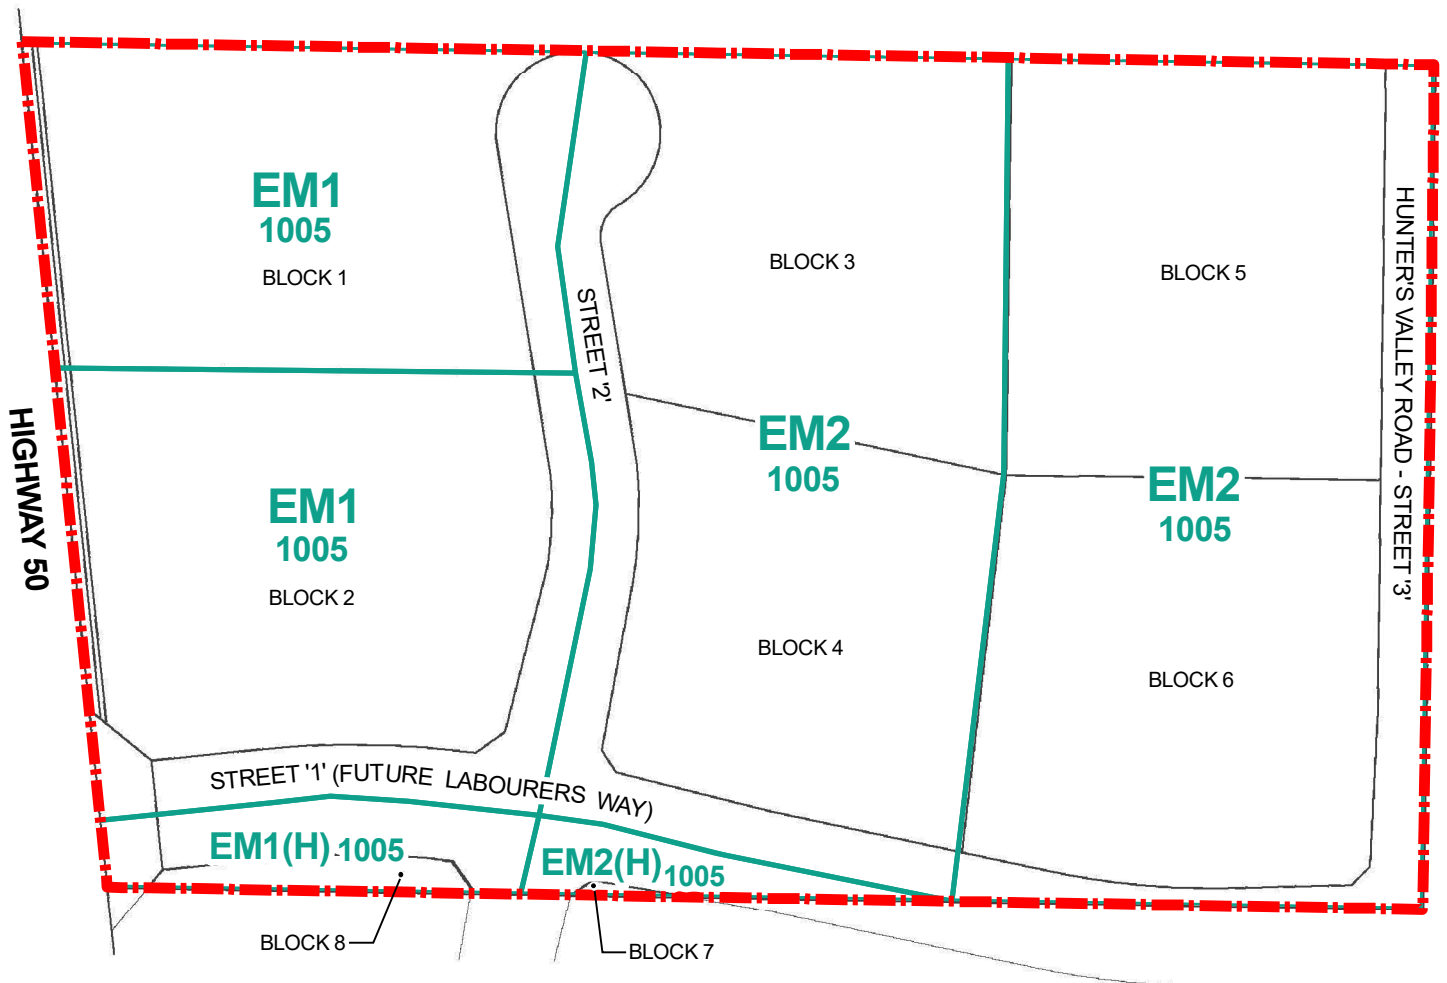 EM1
1005
BLOCK 1
BLOCK 3
BLOCK 5
HUNTER'S VALLEY ROAD - STREET '3'
STREET '2'
HIGHWAY 50
EM2
1005
EM2
1005
EM1
1005
BLOCK 2
BLOCK 4
BLOCK 6
STREET '1' (FUTURE LABOURERS WAY)
EM1(H) 1005
EM2(H) 1005
BLOCK 8
BLOCK 7